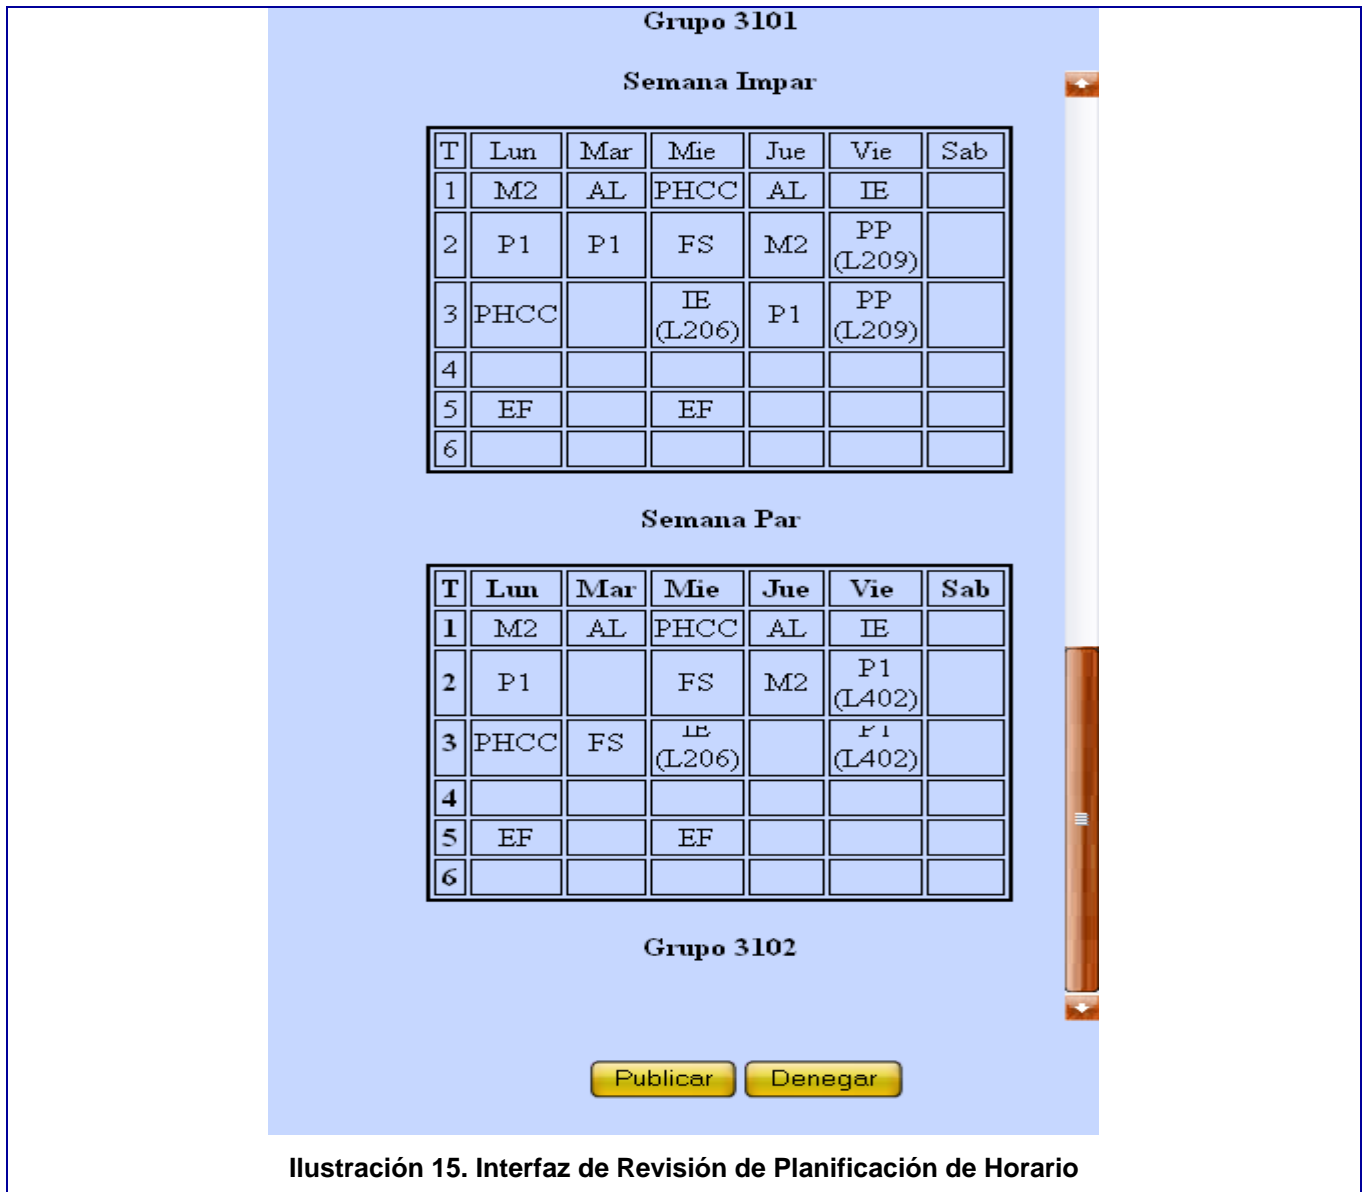 Grupo 3101
Semana Impar
T Lun Mar Mie Jue Vie Sab
1 M2 AL PHCC AL IE
2 P1 P1 FS M2 PP (L209)
3 PHCC IE (L206) P1 PP (L209)
4
5 EF EF
6
Semana Par
T Lun Mar Mie Jue Vie Sab
1 M2 AL PHCC AL IE
2 P1 FS M2 P1 (L402)
3 PHCC FS IE (L206) P1 (L402)
4
5 EF EF
6
Grupo 3102
Publicar Denegar
Ilustración 15. Interfaz de Revisión de Planificación de Horario